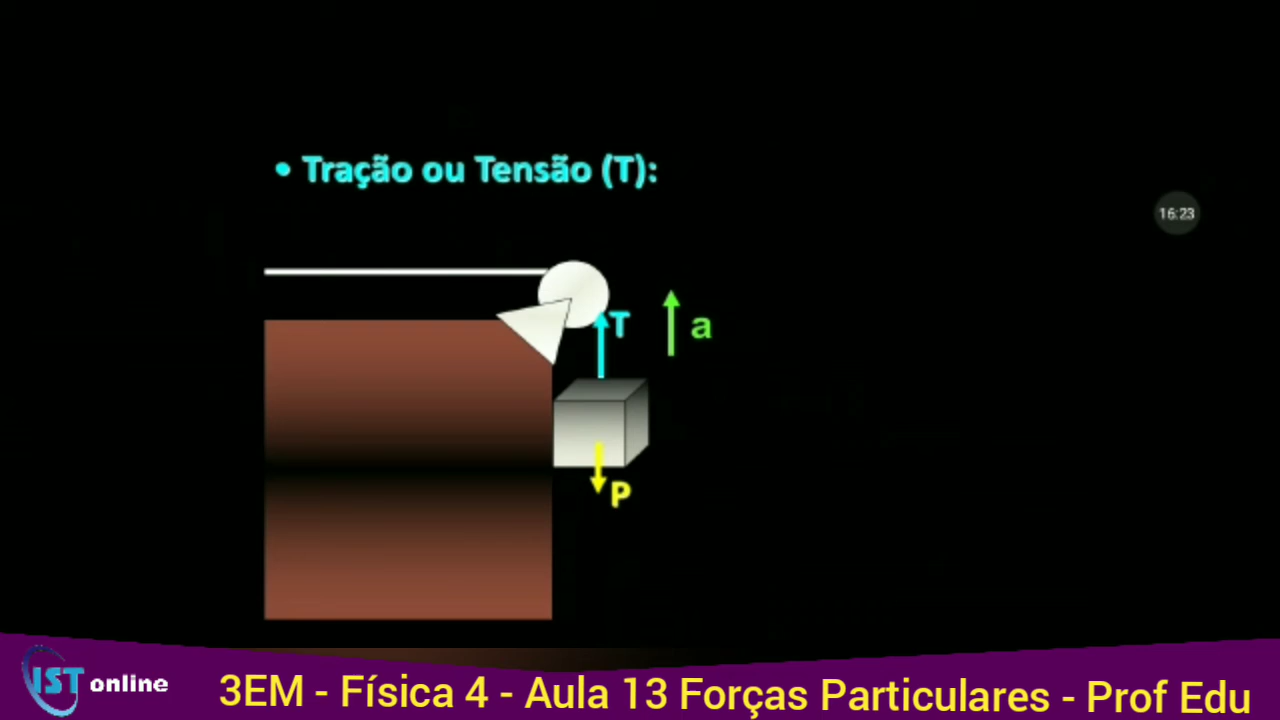 • Tração ou Tensão (T):
16:23
T
a
P
IST online
3EM - Física 4 - Aula 13 Forças Particulares - Prof Edu